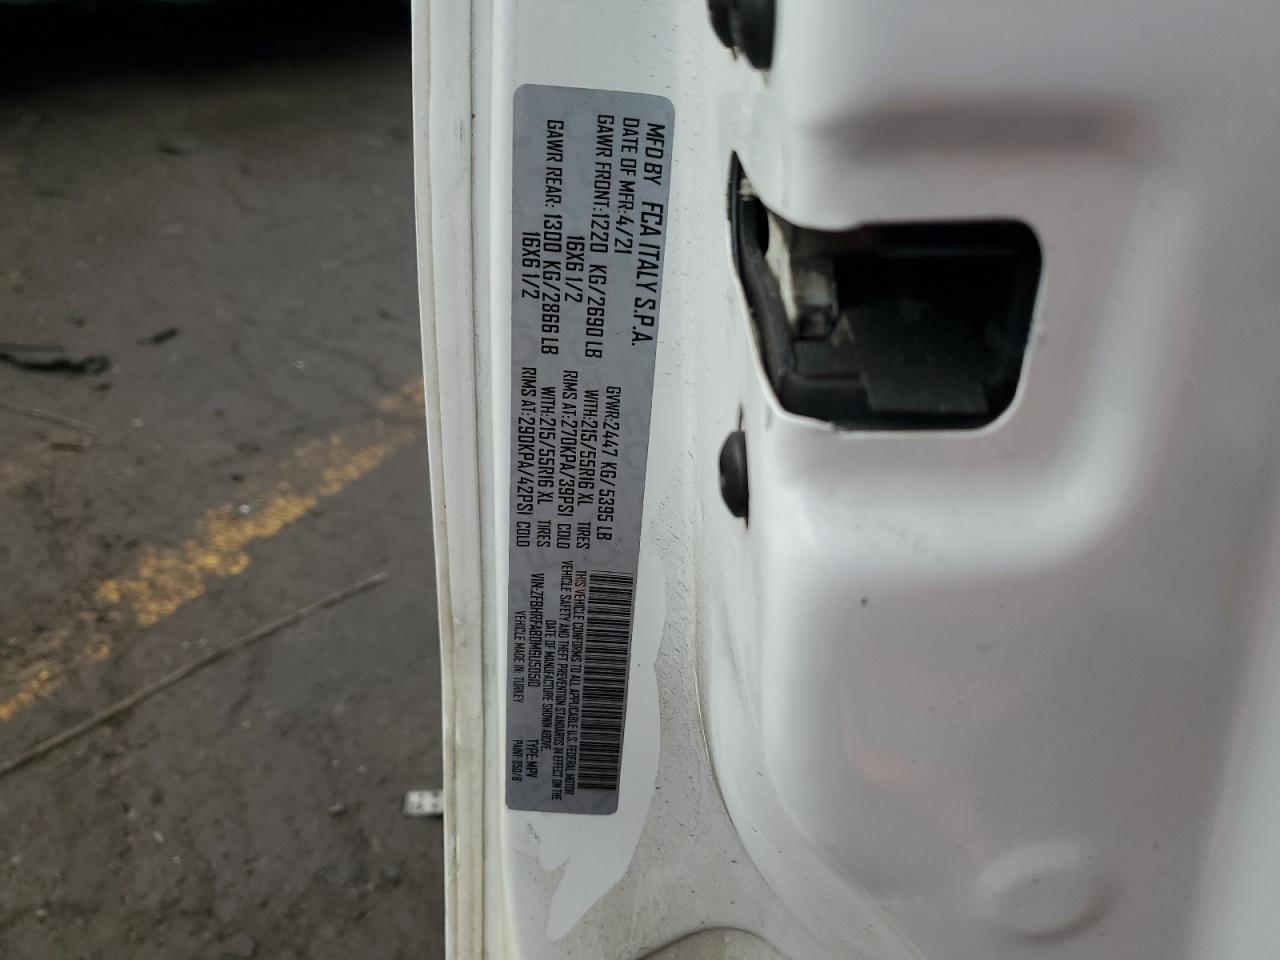 MFD BY FCA ITALY S.P.A.
DATE OF MFR:4/21 GVWR:2447 KG/5395 LB
GAWR FRONT:1220 KG/2690 LB WITH:215/55R16 XL TIRES
16X6 1/2 RIMS AT:270KPA/39PSI COLD
GAWR REAR: 1300 KG/2866 LB WITH:215/55R16 XL TIRES
16X6 1/2 RIMS AT:290KPA/42PSI COLD
THIS VEHICLE CONFORMS TO ALL APPLICABLE U.S. FEDERAL MOTOR
VEHICLE SAFETY AND THEFT PREVENTION STANDARDS IN EFFECT ON THE
DATE OF MANUFACTURE SHOWN ABOVE.
VIN:ZFBHRFAB0M6U50510 TYPE:MPV
VEHICLE MADE IN: TURKEY PAINT: